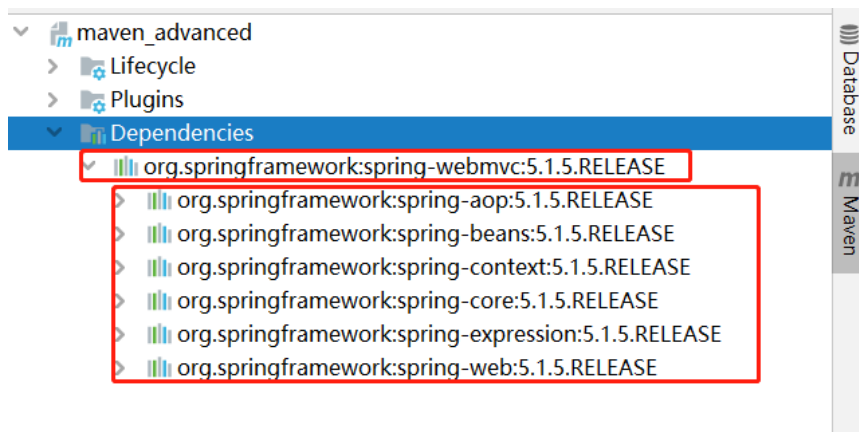 maven_advanced
Lifecycle
Plugins
Dependencies
org.springframework:spring-webmvc:5.1.5.RELEASE
org.springframework:spring-aop:5.1.5.RELEASE
org.springframework:spring-beans:5.1.5.RELEASE
org.springframework:spring-context:5.1.5.RELEASE
org.springframework:spring-core:5.1.5.RELEASE
org.springframework:spring-expression:5.1.5.RELEASE
org.springframework:spring-web:5.1.5.RELEASE
Database
m Maven